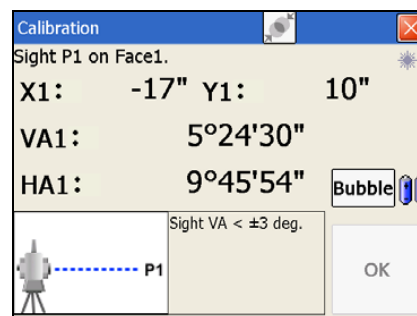 Calibration
Sight P1 on Face1.
X1: -17" Y1: 10"
VA1: 5°24'30"
HA1: 9°45'54"
Bubble
Sight VA < ±3 deg.
P1
OK